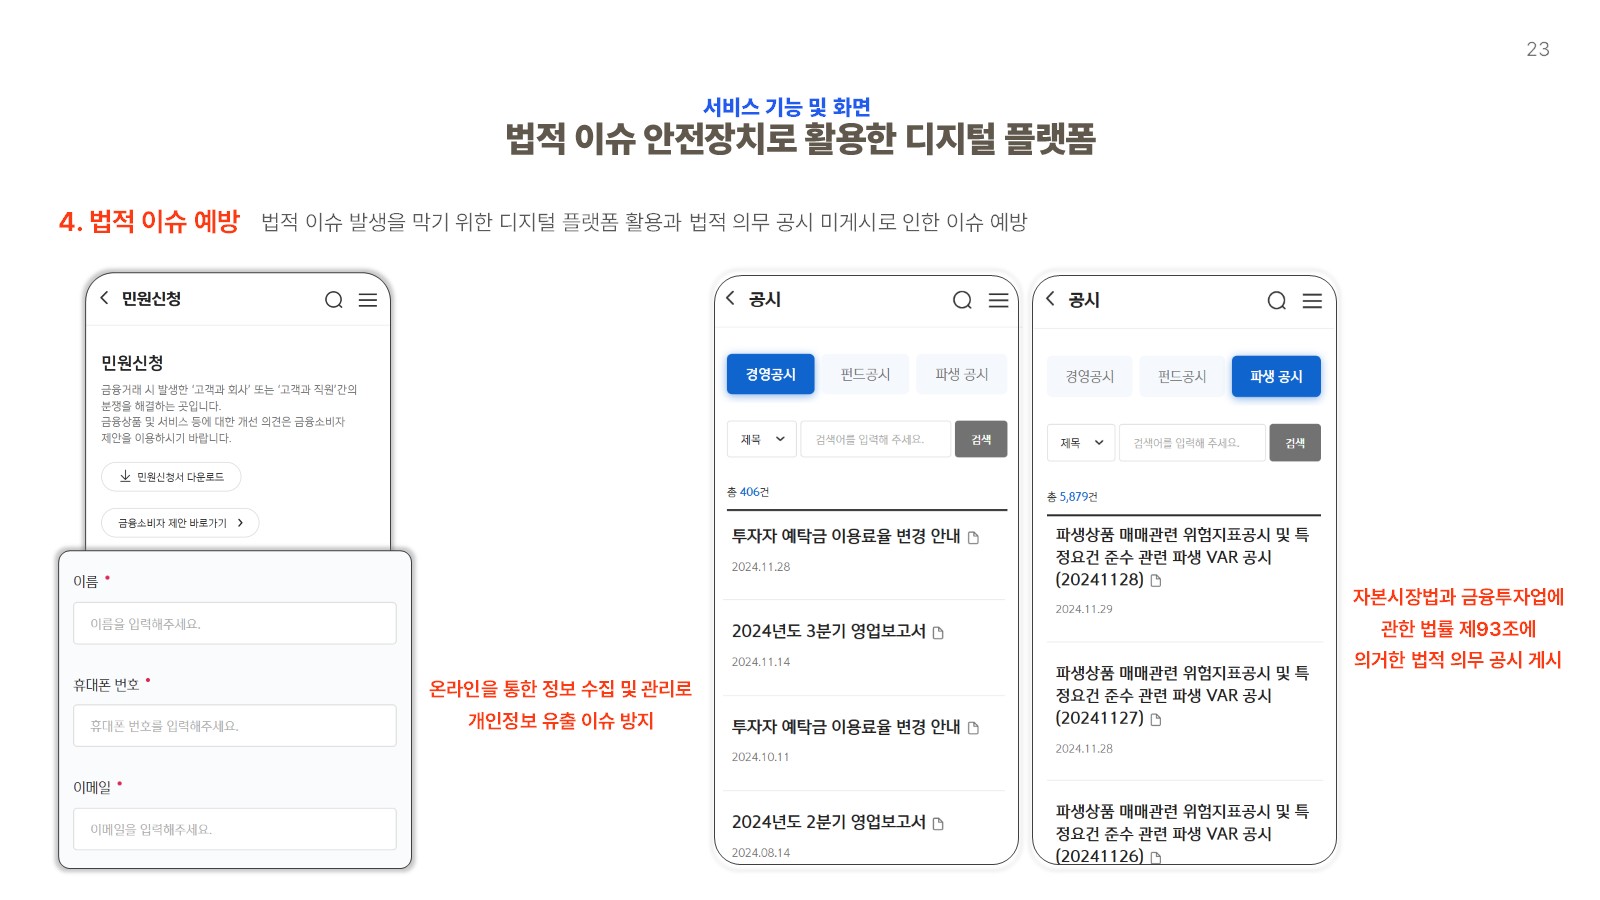 23
서비스 기능 및 화면
법적 이슈 안전장치로 활용한 디지털 플랫폼
4. 법적 이슈 예방 법적 이슈 발생을 막기 위한 디지털 플랫폼 활용과 법적 의무 공시 미게시로 인한 이슈 예방
민원신청
민원신청
금융거래 시 발생한 '고객과 회사' 또는 '고객과 직원'간의
분쟁을 해결하는 곳입니다.
금융상품 및 서비스 등에 대한 개선 의견은 금융소비자
제안을 이용하시기 바랍니다.
민원신청서 다운로드
금융소비자 제안 바로가기
이름 •
이름을 입력해주세요.
휴대폰 번호 •
휴대폰 번호를 입력해주세요.
이메일 •
이메일을 입력해주세요.
온라인을 통한 정보 수집 및 관리로
개인정보 유출 이슈 방지
공시
경영공시 펀드공시 파생 공시
제목 검색어를 입력해 주세요. 검색
총 406건
투자자 예탁금 이용료율 변경 안내
2024.11.28
2024년도 3분기 영업보고서
2024.11.14
투자자 예탁금 이용료율 변경 안내
2024.10.11
2024년도 2분기 영업보고서
2024.08.14
공시
경영공시 펀드공시 파생 공시
제목 검색어를 입력해 주세요. 검색
총 5,879건
파생상품 매매관련 위험지표공시 및 특
정요건 준수 관련 파생 VAR 공시
(20241128)
2024.11.29
파생상품 매매관련 위험지표공시 및 특
정요건 준수 관련 파생 VAR 공시
(20241127)
2024.11.28
파생상품 매매관련 위험지표공시 및 특
정요건 준수 관련 파생 VAR 공시
(20241126)
자본시장법과 금융투자업에
관한 법률 제93조에
의거한 법적 의무 공시 게시